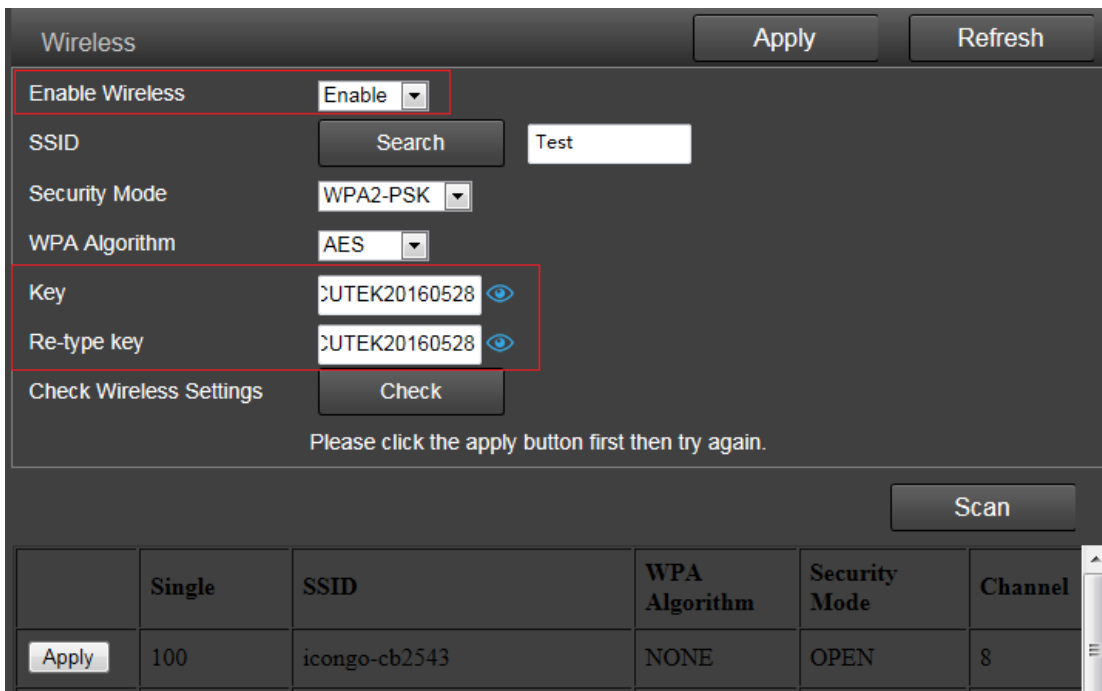 Wireless Apply Refresh
Enable Wireless Enable
SSID Search Test
Security Mode WPA2-PSK
WPA Algorithm AES
Key CUTEK20160528
Re-type key CUTEK20160528
Check Wireless Settings Check
Please click the apply button first then try again.
Scan
Single SSID WPA Algorithm Security Mode Channel
Apply 100 icongo-cb2543 NONE OPEN 8